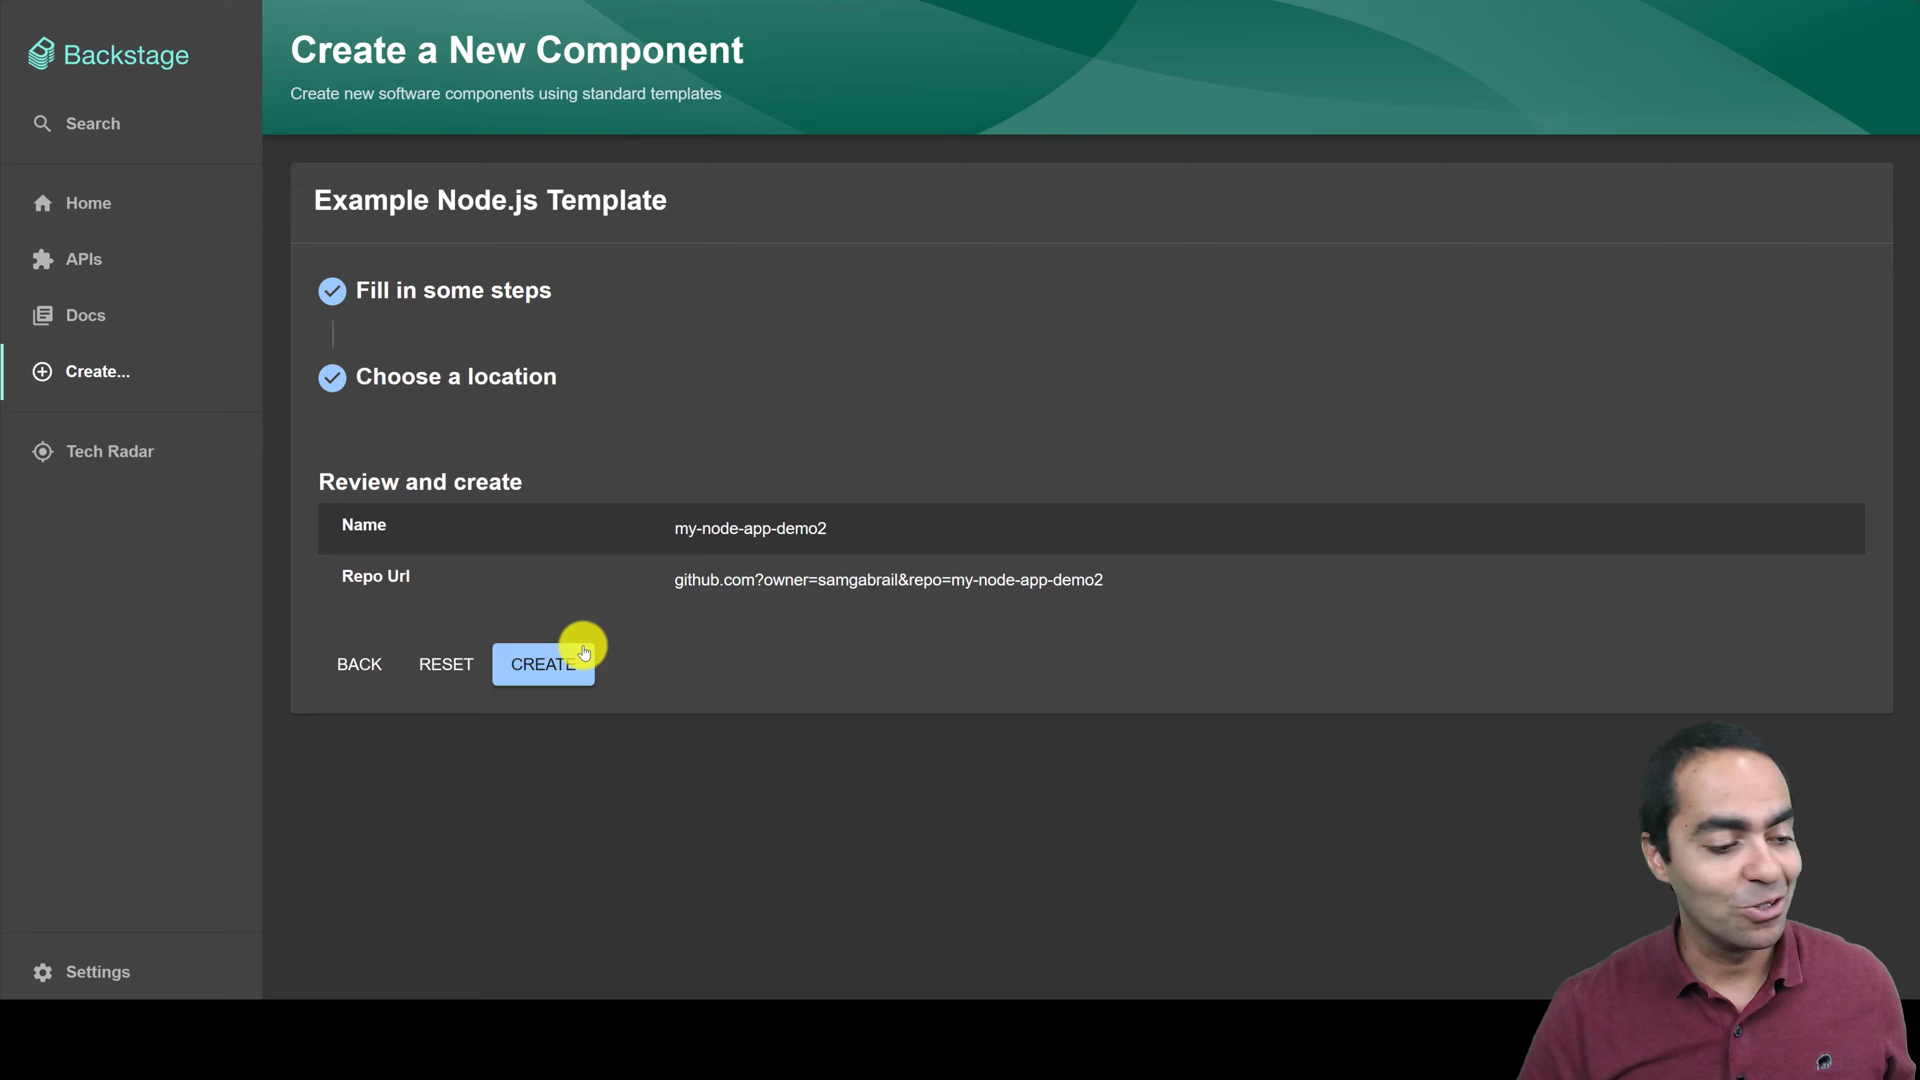 Backstage
Search
Home
APIs
Docs
Create...
Tech Radar
Settings
Create a New Component
Create new software components using standard templates
Example Node.js Template
Fill in some steps
Choose a location
Review and create
Name my-node-app-demo2
Repo Url github.com?owner=samgabrail&repo=my-node-app-demo2
BACK RESET CREATE